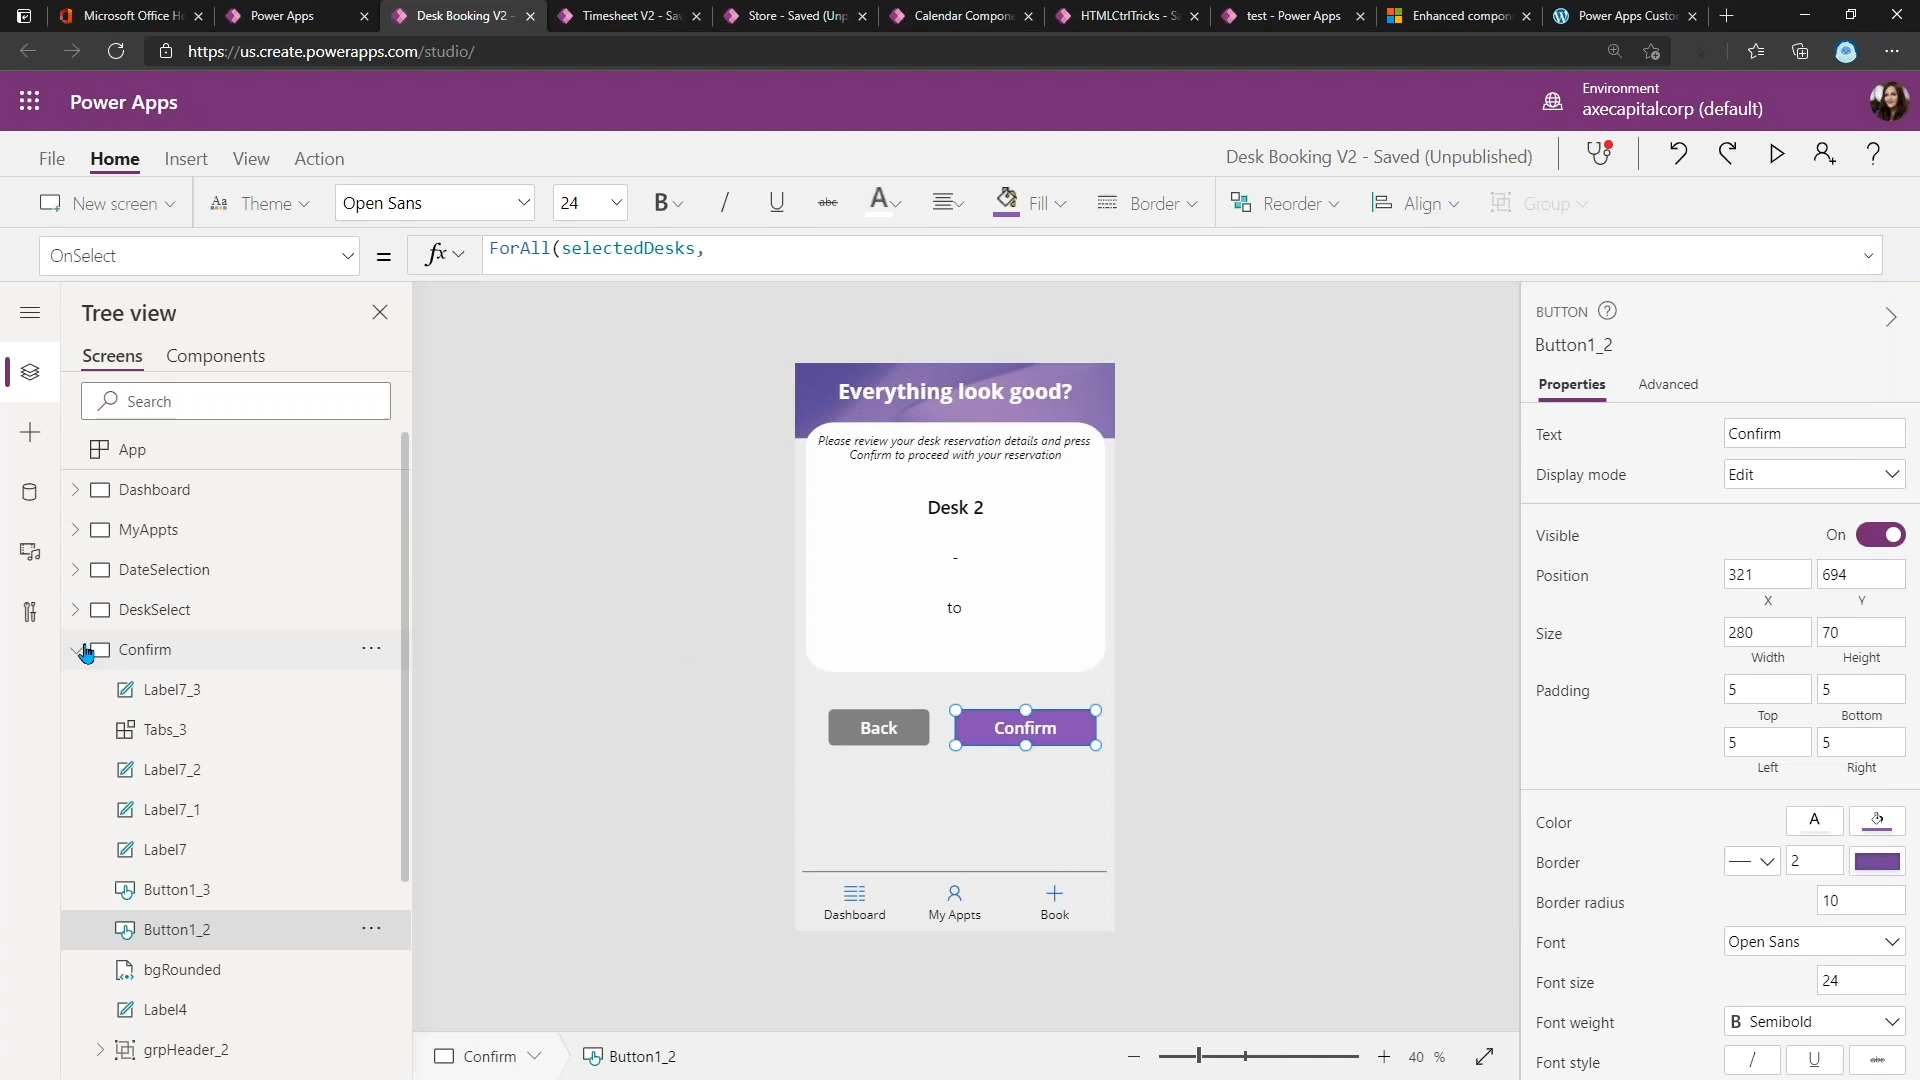 Microsoft Office H
Power Apps
Desk Booking V2 -
Timesheet V2 - Sa
Store - Saved (Unp
Calendar Compone
HTMLCtrlTricks - S
test - Power Apps
Enhanced compon
Power Apps Custo
https://us.create.powerapps.com/studio/
Power Apps
Environment
axecapitalcorp (default)
File Home Insert View Action
Desk Booking V2 - Saved (Unpublished)
New screen Aa Theme Open Sans 24 B / U abc A Fill Border Reorder Align Group
OnSelect = fx ForAll(selectedDesks,
Tree view
Screens Components
Search
App
Dashboard
MyAppts
DateSelection
DeskSelect
Confirm
Label7_3
Tabs_3
Label7_2
Label7_1
Label7
Button1_3
Button1_2
bgRounded
Label4
grpHeader_2
Everything look good?
Please review your desk reservation details and press
Confirm to proceed with your reservation
Desk 2
-
to
Back Confirm
Dashboard My Appts Book
Confirm Button1_2 40 %
BUTTON
Button1_2
Properties Advanced
Text Confirm
Display mode Edit
Visible On
Position 321 694
X Y
Size 280 70
Width Height
Padding 5 5
Top Bottom
5 5
Left Right
Color A
Border 2
Border radius 10
Font Open Sans
Font size 24
Font weight B Semibold
Font style / U abc